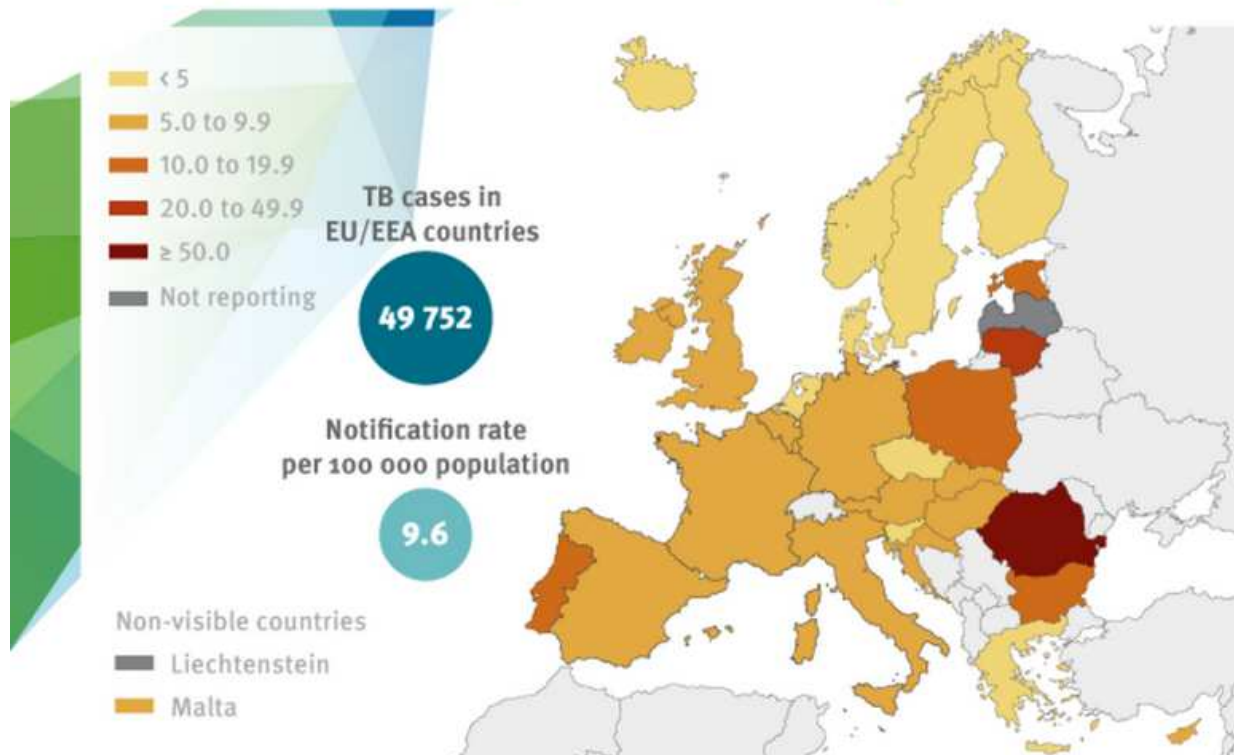 < 5
5.0 to 9.9
10.0 to 19.9
20.0 to 49.9
≥ 50.0
Not reporting
TB cases in
EU/EEA countries
49 752
Notification rate
per 100 000 population
9.6
Non-visible countries
Liechtenstein
Malta